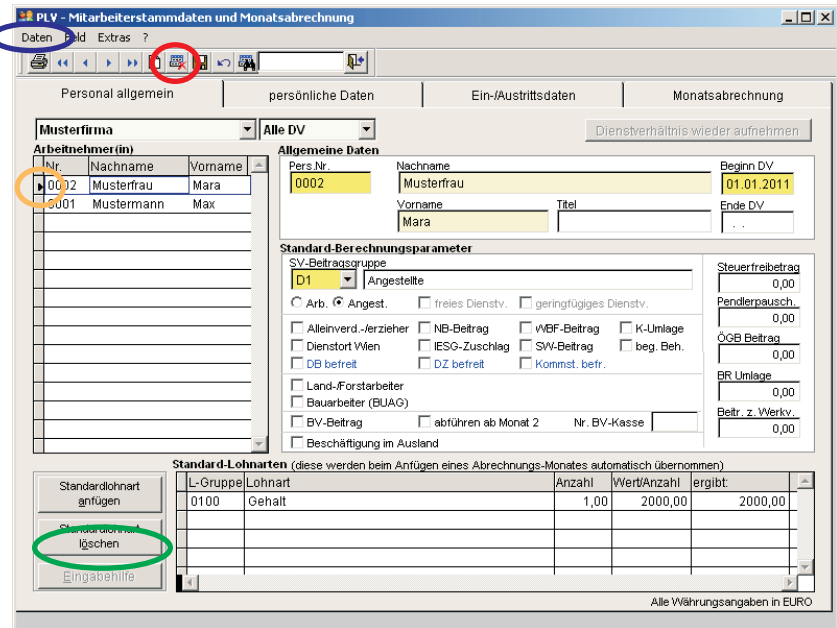 PLV - Mitarbeiterstammdaten und Monatsabrechnung
Daten Feld Extras ?
Personal allgemein persönliche Daten Ein-/Austrittsdaten Monatsabrechnung
Musterfirma Alle DV Dienstverhältnis wieder aufnehmen
Arbeitnehmer(in)
Nr. Nachname Vorname
0002 Musterfrau Mara
0001 Mustermann Max
Allgemeine Daten
Pers.Nr. Nachname Beginn DV
0002 Musterfrau 01.01.2011
Vorname Titel Ende DV
Mara . .
Standard-Berechnungsparameter
SV-Beitragsgruppe
D1 Angestellte
Arb. Angest. freies Dienstv. geringfügiges Dienstv.
Alleinverd.-/erzieher NB-Beitrag WBF-Beitrag K-Umlage
Dienstort Wien IESG-Zuschlag SW-Beitrag beg. Beh.
DB befreit DZ befreit Kommst. befr.
Land-/Forstarbeiter
Bauarbeiter (BUAG)
BV-Beitrag abführen ab Monat 2 Nr. BV-Kasse
Beschäftigung im Ausland
Steuerfreibetrag
0,00
Pendlerpausch.
0,00
ÖGB Beitrag
0,00
BR Umlage
0,00
Beitr. z. Werkv.
0,00
Standard-Lohnarten (diese werden beim Anfügen eines Abrechnungs-Monates automatisch übernommen)
Standardlohnart
anfügen
Standardlohnart
löschen
Eingabehilfe
L-Gruppe Lohnart Anzahl Wert/Anzahl ergibt:
0100 Gehalt 1,00 2000,00 2000,00
Alle Währungsangaben in EURO